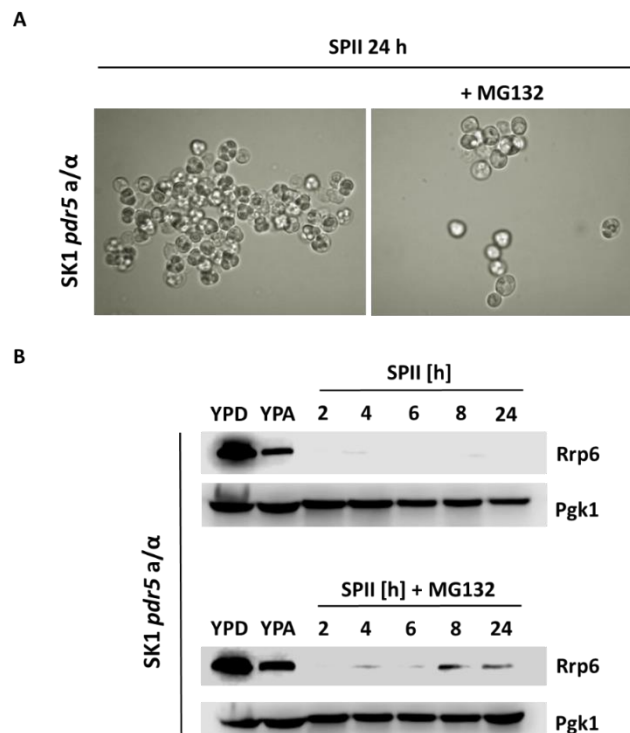 A
SPII 24 h
+ MG132
SK1 pdr5 a/α
B
SPII [h]
YPD YPA 2 4 6 8 24
Rrp6
Pgk1
SK1 pdr5 a/α
SPII [h] + MG132
YPD YPA 2 4 6 8 24
Rrp6
Pgk1